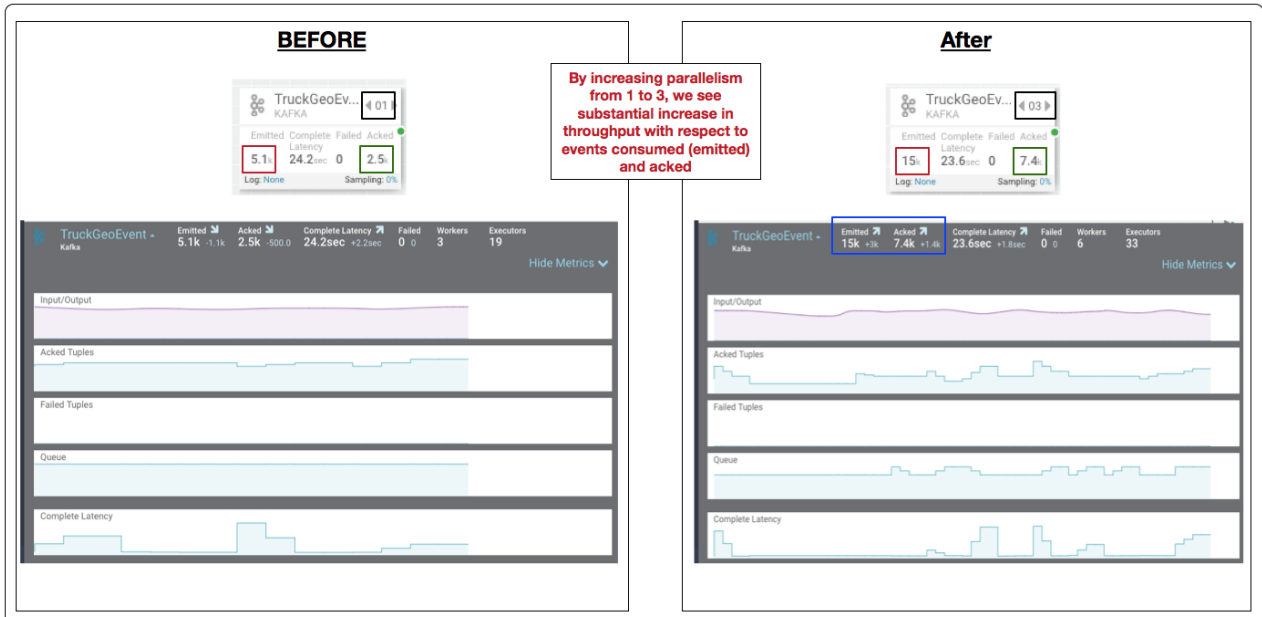 BEFORE
TruckGeoEv...
01
KAFKA
Emitted Complete Latency Failed Acked
5.1k 24.2sec 0 2.5k
Log: None Sampling: 0%
By increasing parallelism
from 1 to 3, we see
substantial increase in
throughput with respect to
events consumed (emitted)
and acked
After
TruckGeoEv...
03
KAFKA
Emitted Complete Latency Failed Acked
15k 23.6sec 0 7.4k
Log: None Sampling: 0%
TruckGeoEvent
Kafka
Emitted Acked Complete Latency Failed Workers Executors
5.1k -1.1k 2.5k -500.0 24.2sec +2.2sec 0 0 3 19
Hide Metrics
Input/Output
Acked Tuples
Failed Tuples
Queue
Complete Latency
TruckGeoEvent
Kafka
Emitted Acked Complete Latency Failed Workers Executors
15k +3k 7.4k +1.4k 23.6sec +1.8sec 0 0 6 33
Hide Metrics
Input/Output
Acked Tuples
Failed Tuples
Queue
Complete Latency